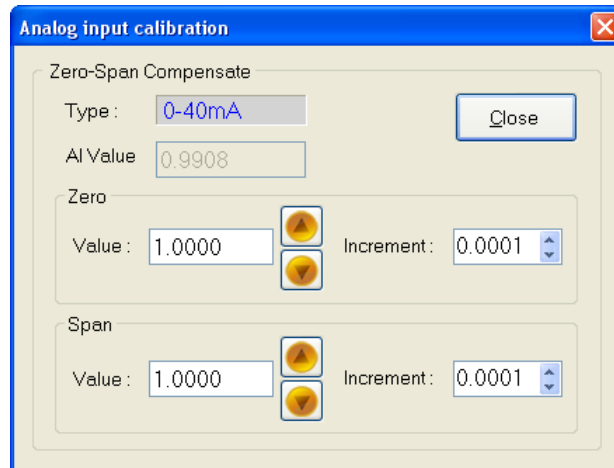 Analog input calibration
Zero-Span Compensate
Type : 0-40mA
Close
AI Value 0.9908
Zero
Value : 1.0000 Increment : 0.0001
Span
Value : 1.0000 Increment : 0.0001